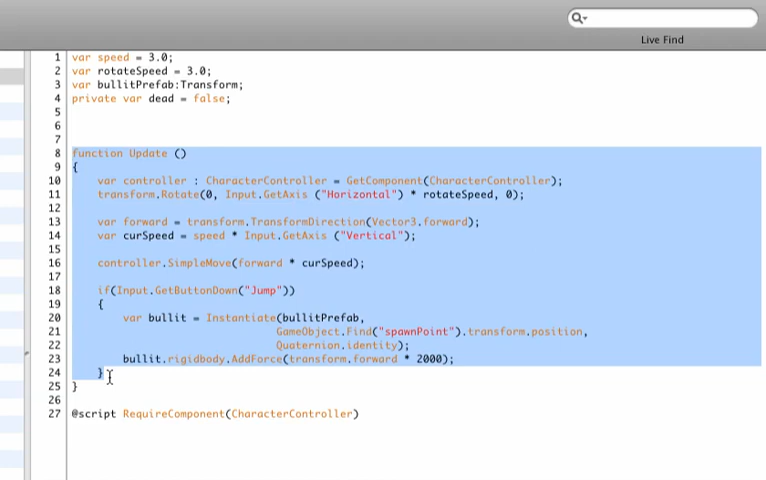 Live Find
1 var speed = 3.0;
2 var rotateSpeed = 3.0;
3 var bullitPrefab:Transform;
4 private var dead = false;
5
6
7
8 function Update ()
9 {
10 var controller : CharacterController = GetComponent(CharacterController);
11 transform.Rotate(0, Input.GetAxis ("Horizontal") * rotateSpeed, 0);
12
13 var forward = transform.TransformDirection(Vector3.forward);
14 var curSpeed = speed * Input.GetAxis ("Vertical");
15
16 controller.SimpleMove(forward * curSpeed);
17
18 if(Input.GetButtonDown("Jump"))
19 {
20 var bullit = Instantiate(bullitPrefab,
21 GameObject.Find("spawnPoint").transform.position,
22 Quaternion.identity);
23 bullit.rigidbody.AddForce(transform.forward * 2000);
24 }
25 }
26
27 @script RequireComponent(CharacterController)